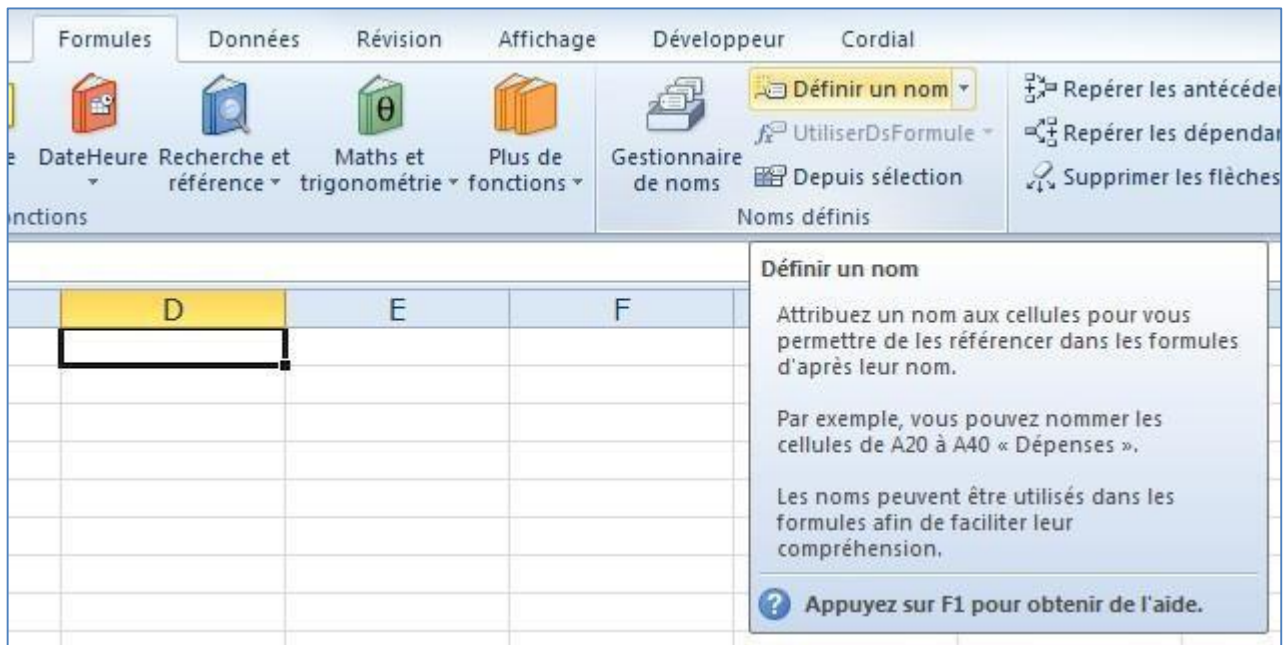 Formules Données Révision Affichage Développeur Cordial
DateHeure
Recherche et
référence
Maths et
trigonométrie
Plus de
fonctions
θ
Gestionnaire
de noms
Définir un nom
UtiliserDsFormule
Depuis sélection
Noms définis
Repérer les antécéde
Repérer les dépendan
Supprimer les flèches
nctions
D E F
Définir un nom
Attribuez un nom aux cellules pour vous
permettre de les référencer dans les formules
d'après leur nom.
Par exemple, vous pouvez nommer les
cellules de A20 à A40 « Dépenses ».
Les noms peuvent être utilisés dans les
formules afin de faciliter leur
compréhension.
Appuyez sur F1 pour obtenir de l'aide.